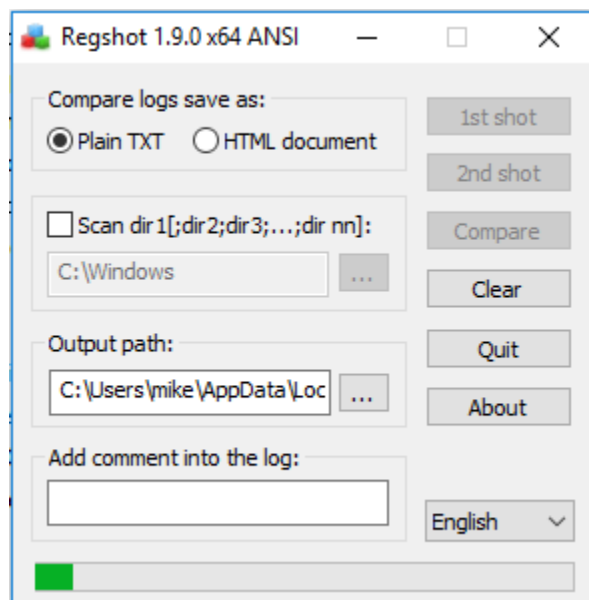 Regshot 1.9.0 x64 ANSI
Compare logs save as:
Plain TXT HTML document
1st shot
2nd shot
Scan dir1[;dir2;dir3;...;dir nn]:
Compare
C:\Windows ...
Clear
Output path:
Quit
C:\Users\mike\AppData\Loc ...
About
Add comment into the log:
English